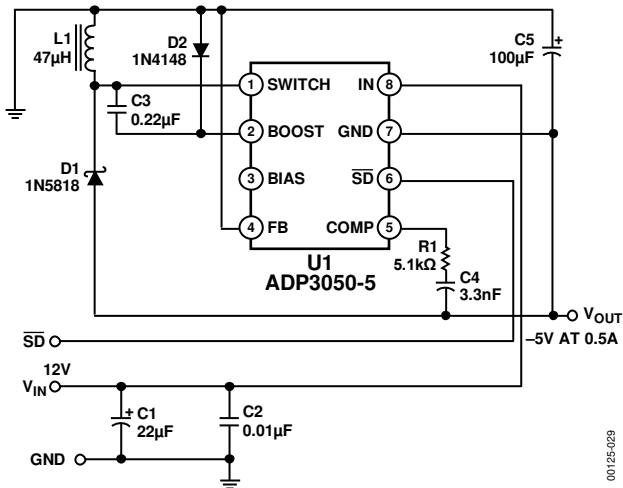 L1
47µH
D2
1N4148
C5
100µF
+
C3
0.22µF
D1
1N5818
1 SWITCH
2 BOOST
3 BIAS
4 FB
IN 8
GND 7
SD 6
COMP 5
U1
ADP3050-5
R1
5.1kΩ
C4
3.3nF
VOUT
–5V AT 0.5A
SD
12V
VIN
+ C1
22µF
C2
0.01µF
GND
00125-029